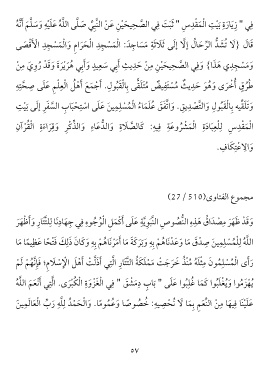 فِي " زِيَارَةِ بَيْتِ الْمَقْدِسِ " ثَبَتَ فِي الصَّحِيحَيْنِ عَنْ النَّبِيِّ صَلَّى اللَّهُ عَلَيْهِ وَسَلَّمَ أَنَّهُ
قَالَ {لَا تُشَدُّ الرِّحَالُ إلَّا إلَى ثَلَاثَةِ مَسَاجِدَ: الْمَسْجِدِ الْحَرَامِ وَالْمَسْجِدِ الْأَقْصَى
وَمَسْجِدِي هَذَا} وَفِي الصَّحِيحَيْنِ مِنْ حَدِيثِ أَبِي سَعِيدٍ وَأَبِي هُرَيْرَةَ وَقَدْ رُوِيَ مِنْ
طُرُقٍ أُخْرَى وَهُوَ حَدِيثٌ مُسْتَفِيضٌ مُتَلَقًّى بِالْقَبُولِ. أَجْمَعَ أَهْلُ الْعِلْمِ عَلَى صِحَّتِهِ
وَتَلَقِّيهِ بِالْقَبُولِ وَالتَّصْدِيقِ. وَاتَّفَقَ عُلَمَاءُ الْمُسْلِمِينَ عَلَى اسْتِحْبَابِ السَّفَرِ إلَى بَيْتِ
الْمَقْدِسِ لِلْعِبَادَةِ الْمَشْرُوعَةِ فِيهِ: كَالصَّلَاةِ وَالدُّعَاءِ وَالذِّكْرِ وَقِرَاءَةِ الْقُرْآنِ
وَالِاعْتِكَافِ.
مجموع الفتاوى (510 / 27)
وَقَدْ ظَهَرَ مِصْدَاقُ هَذِهِ النُّصُوصِ النَّبَوِيَّةِ عَلَى أَكْمَلِ الْوُجُوهِ فِي جِهَادِنَا لِلتَّتَارِ وَأَظْهَرَ
اللَّهُ لِلْمُسْلِمِينَ صِدْقَ مَا وَعَدْنَاهُمْ بِهِ وَبَرَكَةَ مَا أَمَرْنَاهُمْ بِهِ وَكَانَ ذَلِكَ فَتْحًا عَظِيمًا مَا
رَأَى الْمُسْلِمُونَ مِثْلَهُ مُنْذُ خَرَجَتْ مَمْلَكَةُ التَّتَارِ الَّتِي أَذَلَّتْ أَهْلَ الْإِسْلَامِ؛ فَإِنَّهُمْ لَمْ
يُهْزَمُوا وَيُغْلَبُوا كَمَا غُلِبُوا عَلَى " بَابِ دِمَشْقَ " فِي الْغَزْوَةِ الْكُبْرَى. الَّتِي أَنْعَمَ اللَّهُ
عَلَيْنَا فِيهَا مِنْ النِّعَمِ بِمَا لَا نُحْصِيهِ: خُصُوصًا وَعُمُومًا. وَالْحَمْدُ لِلَّهِ رَبِّ الْعَالَمِينَ
٥٧